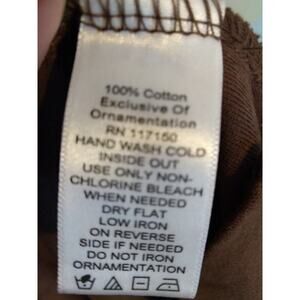 100% Cotton
Exclusive Of
Ornamentation
RN 117150
HAND WASH COLD
INSIDE OUT
USE ONLY NON-
CHLORINE BLEACH
WHEN NEEDED
DRY FLAT
LOW IRON
ON REVERSE
SIDE IF NEEDED
DO NOT IRON
ORNAMENTATION